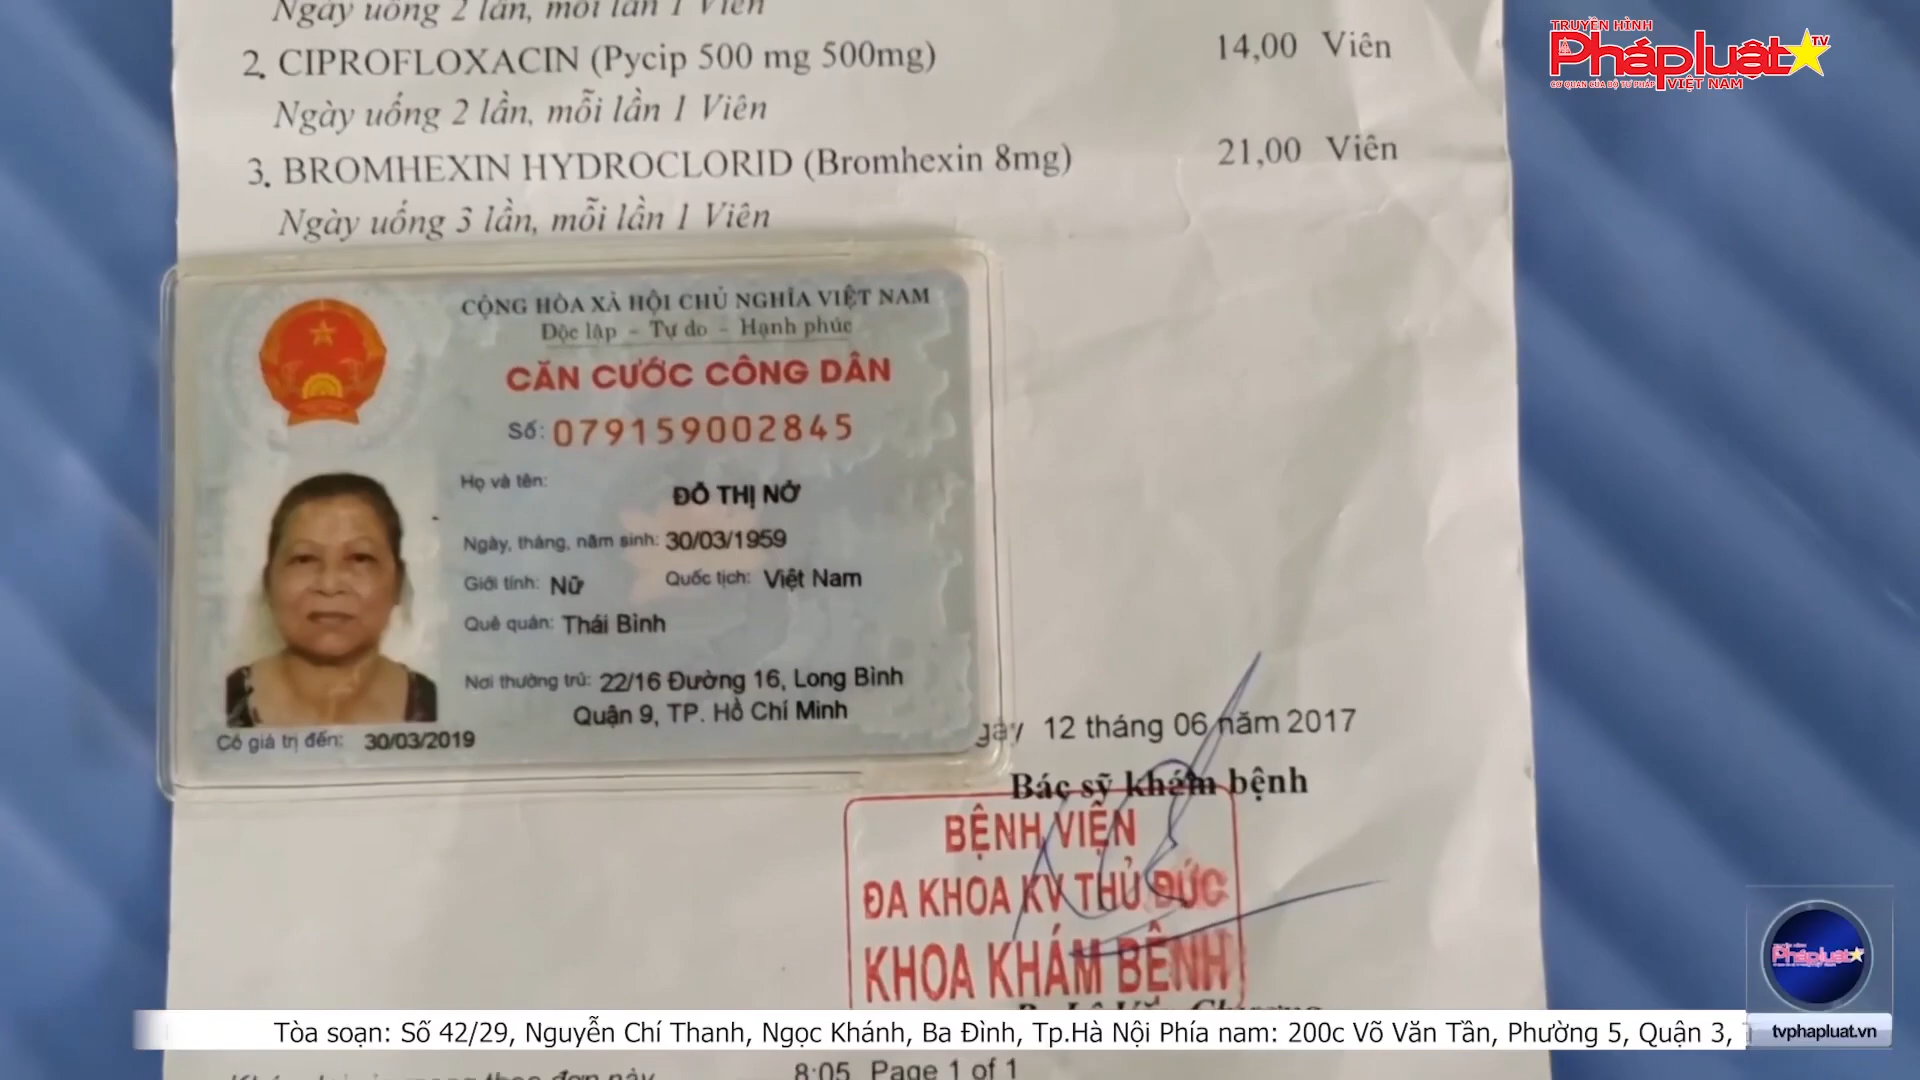 Ngày uống 2 lần, mỗi lần 1 Viên
2. CIPROFLOXACIN (Pycip 500 mg 500mg) 14,00 Viên
Ngày uống 2 lần, mỗi lần 1 Viên
3. BROMHEXIN HYDROCLORID (Bromhexin 8mg) 21,00 Viên
Ngày uống 3 lần, mỗi lần 1 Viên
TRUYỀN HÌNH
Phápluật TV
CƠ QUAN CỦA BỘ TƯ PHÁP VIỆT NAM
CỘNG HÒA XÃ HỘI CHỦ NGHĨA VIỆT NAM
Độc lập - Tự do - Hạnh phúc
CĂN CƯỚC CÔNG DÂN
Số: 079159002845
Họ và tên:
ĐỖ THỊ NỞ
Ngày, tháng, năm sinh: 30/03/1959
Giới tính: Nữ Quốc tịch: Việt Nam
Quê quán: Thái Bình
Nơi thường trú: 22/16 Đường 16, Long Bình
Quận 9, TP. Hồ Chí Minh
Có giá trị đến: 30/03/2019
gày 12 tháng 06 năm 2017
Bác sỹ khám bệnh
BỆNH VIỆN
ĐA KHOA KV THỦ ĐỨC
KHOA KHÁM BỆNH
Tòa soạn: Số 42/29, Nguyễn Chí Thanh, Ngọc Khánh, Ba Đình, Tp.Hà Nội Phía nam: 200c Võ Văn Tần, Phường 5, Quận 3,
Phápluật
tvphapluat.vn
8:05 Page 1 of 1